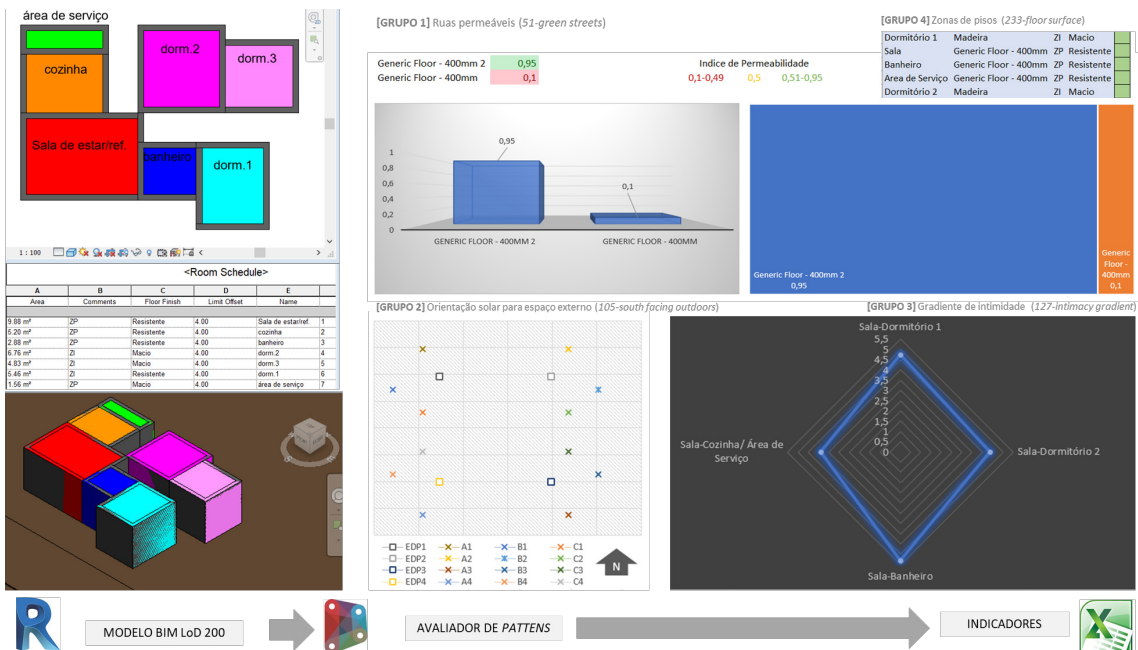 área de serviço
cozinha
dorm.2
dorm.3
Sala de estar/ref.
banheiro
dorm.1
1 : 100
<Room Schedule>
A B C D E
Area Comments Floor Finish Limit Offset Name
9.88 m² ZP Resistente 4.00 Sala de estar/ref. 1
5.20 m² ZP Resistente 4.00 cozinha 2
2.88 m² ZP Resistente 4.00 banheiro 3
6.76 m² ZI Macio 4.00 dorm.2 4
4.83 m² ZI Macio 4.00 dorm.3 5
5.46 m² ZI Resistente 4.00 dorm.1 6
1.56 m² ZP Macio 4.00 área de serviço 7
[GRUPO 1] Ruas permeáveis (51-green streets)
Generic Floor - 400mm 2 0,95
Generic Floor - 400mm 0,1
Indice de Permeabilidade
0,1-0,49 0,5 0,51-0,95
[GRUPO 4] Zonas de pisos (233-floor surface)
Dormitório 1 Madeira ZI Macio
Sala Generic Floor - 400mm ZP Resistente
Banheiro Generic Floor - 400mm ZP Resistente
Area de Serviço Generic Floor - 400mm ZP Resistente
Dormitório 2 Madeira ZI Macio
1
0,8
0,6
0,4
0,2
0
0,95
0,1
GENERIC FLOOR - 400MM 2
GENERIC FLOOR - 400MM
Generic Floor - 400mm 2
0,95
Generic
Floor -
400mm
0,1
[GRUPO 2] Orientação solar para espaço externo (105-south facing outdoors)
EDP1 A1 B1 C1
EDP2 A2 B2 C2
EDP3 A3 B3 C3
EDP4 A4 B4 C4
N
[GRUPO 3] Gradiente de intimidade (127-intimacy gradient)
Sala-Dormitório 1
5,5
5
4,5
4
3,5
3
2,5
2
1,5
1
0,5
0
Sala-Cozinha/ Área de
Serviço
Sala-Dormitório 2
Sala-Banheiro
R
MODELO BIM LoD 200
AVALIADOR DE PATTENS
INDICADORES
X